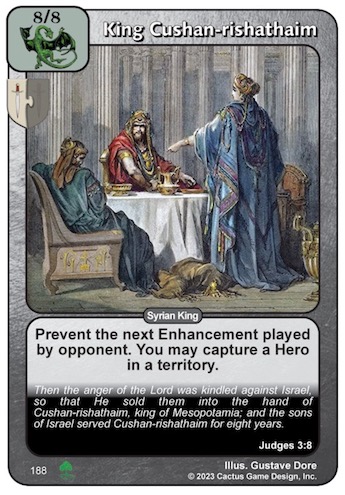 8/8
King Cushan-rishathaim
Syrian King
Prevent the next Enhancement played
by opponent. You may capture a Hero
in a territory.
Then the anger of the Lord was kindled against Israel,
so that He sold them into the hand of
Cushan-rishathaim, king of Mesopotamia; and the sons
of Israel served Cushan-rishathaim for eight years.
Judges 3:8
Illus. Gustave Dore
188
© 2023 Cactus Game Design, Inc.